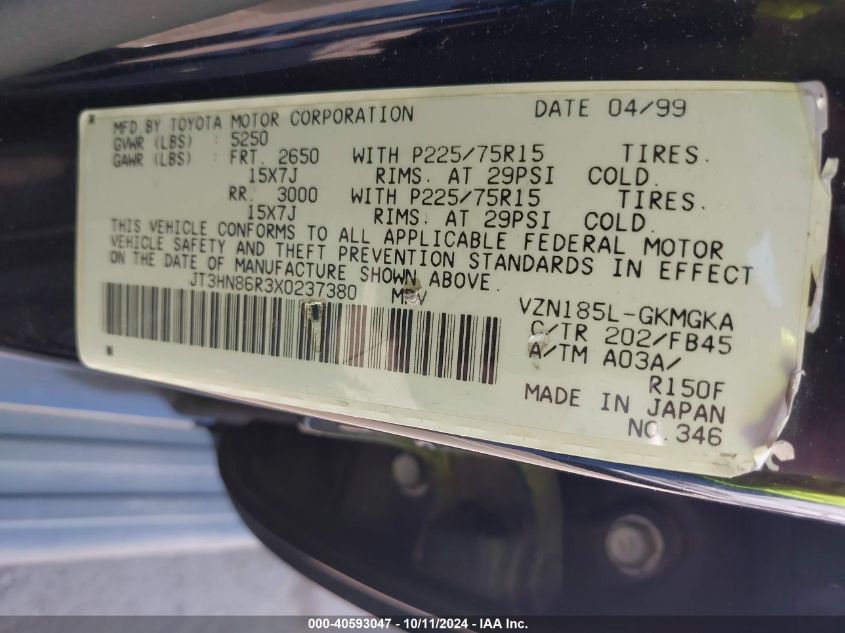 MFD BY TOYOTA MOTOR CORPORATION DATE 04/99
GVWR (LBS) : 5250
GAWR (LBS) : FRT. 2650 WITH P225/75R15 TIRES.
15X7J RIMS. AT 29PSI COLD.
RR. 3000 WITH P225/75R15 TIRES.
15X7J RIMS. AT 29PSI COLD.
THIS VEHICLE CONFORMS TO ALL APPLICABLE FEDERAL MOTOR
VEHICLE SAFETY AND THEFT PREVENTION STANDARDS IN EFFECT
ON THE DATE OF MANUFACTURE SHOWN ABOVE.
JT3HN86R3X0237380 MPV
VZN185L-GKMGKA
C/TR 202/FB45
A/TM A03A/
R150F
MADE IN JAPAN
NO. 346
000-40593047 - 10/11/2024 - IAA Inc.